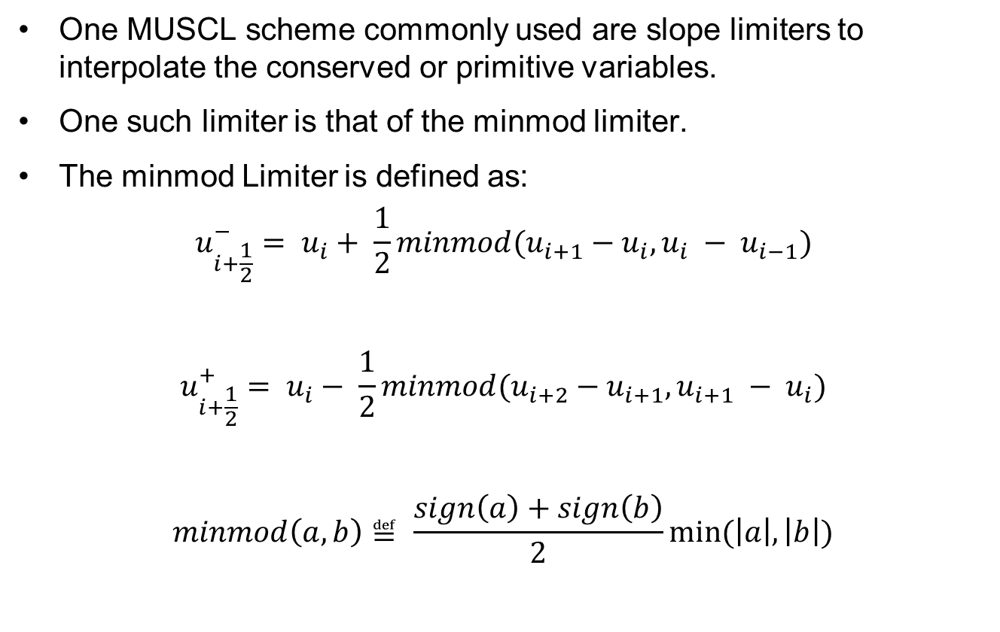 • One MUSCL scheme commonly used are slope limiters to
interpolate the conserved or primitive variables.
• One such limiter is that of the minmod limiter.
• The minmod Limiter is defined as:
u^-_{i+\frac{1}{2}} = u_i + \frac{1}{2} minmod(u_{i+1} − u_i, u_i − u_{i−1})
u^+_{i+\frac{1}{2}} = u_i − \frac{1}{2} minmod(u_{i+2} − u_{i+1}, u_{i+1} − u_i)
minmod(a, b) ≝ \frac{sign(a) + sign(b)}{2} min(|a|, |b|)